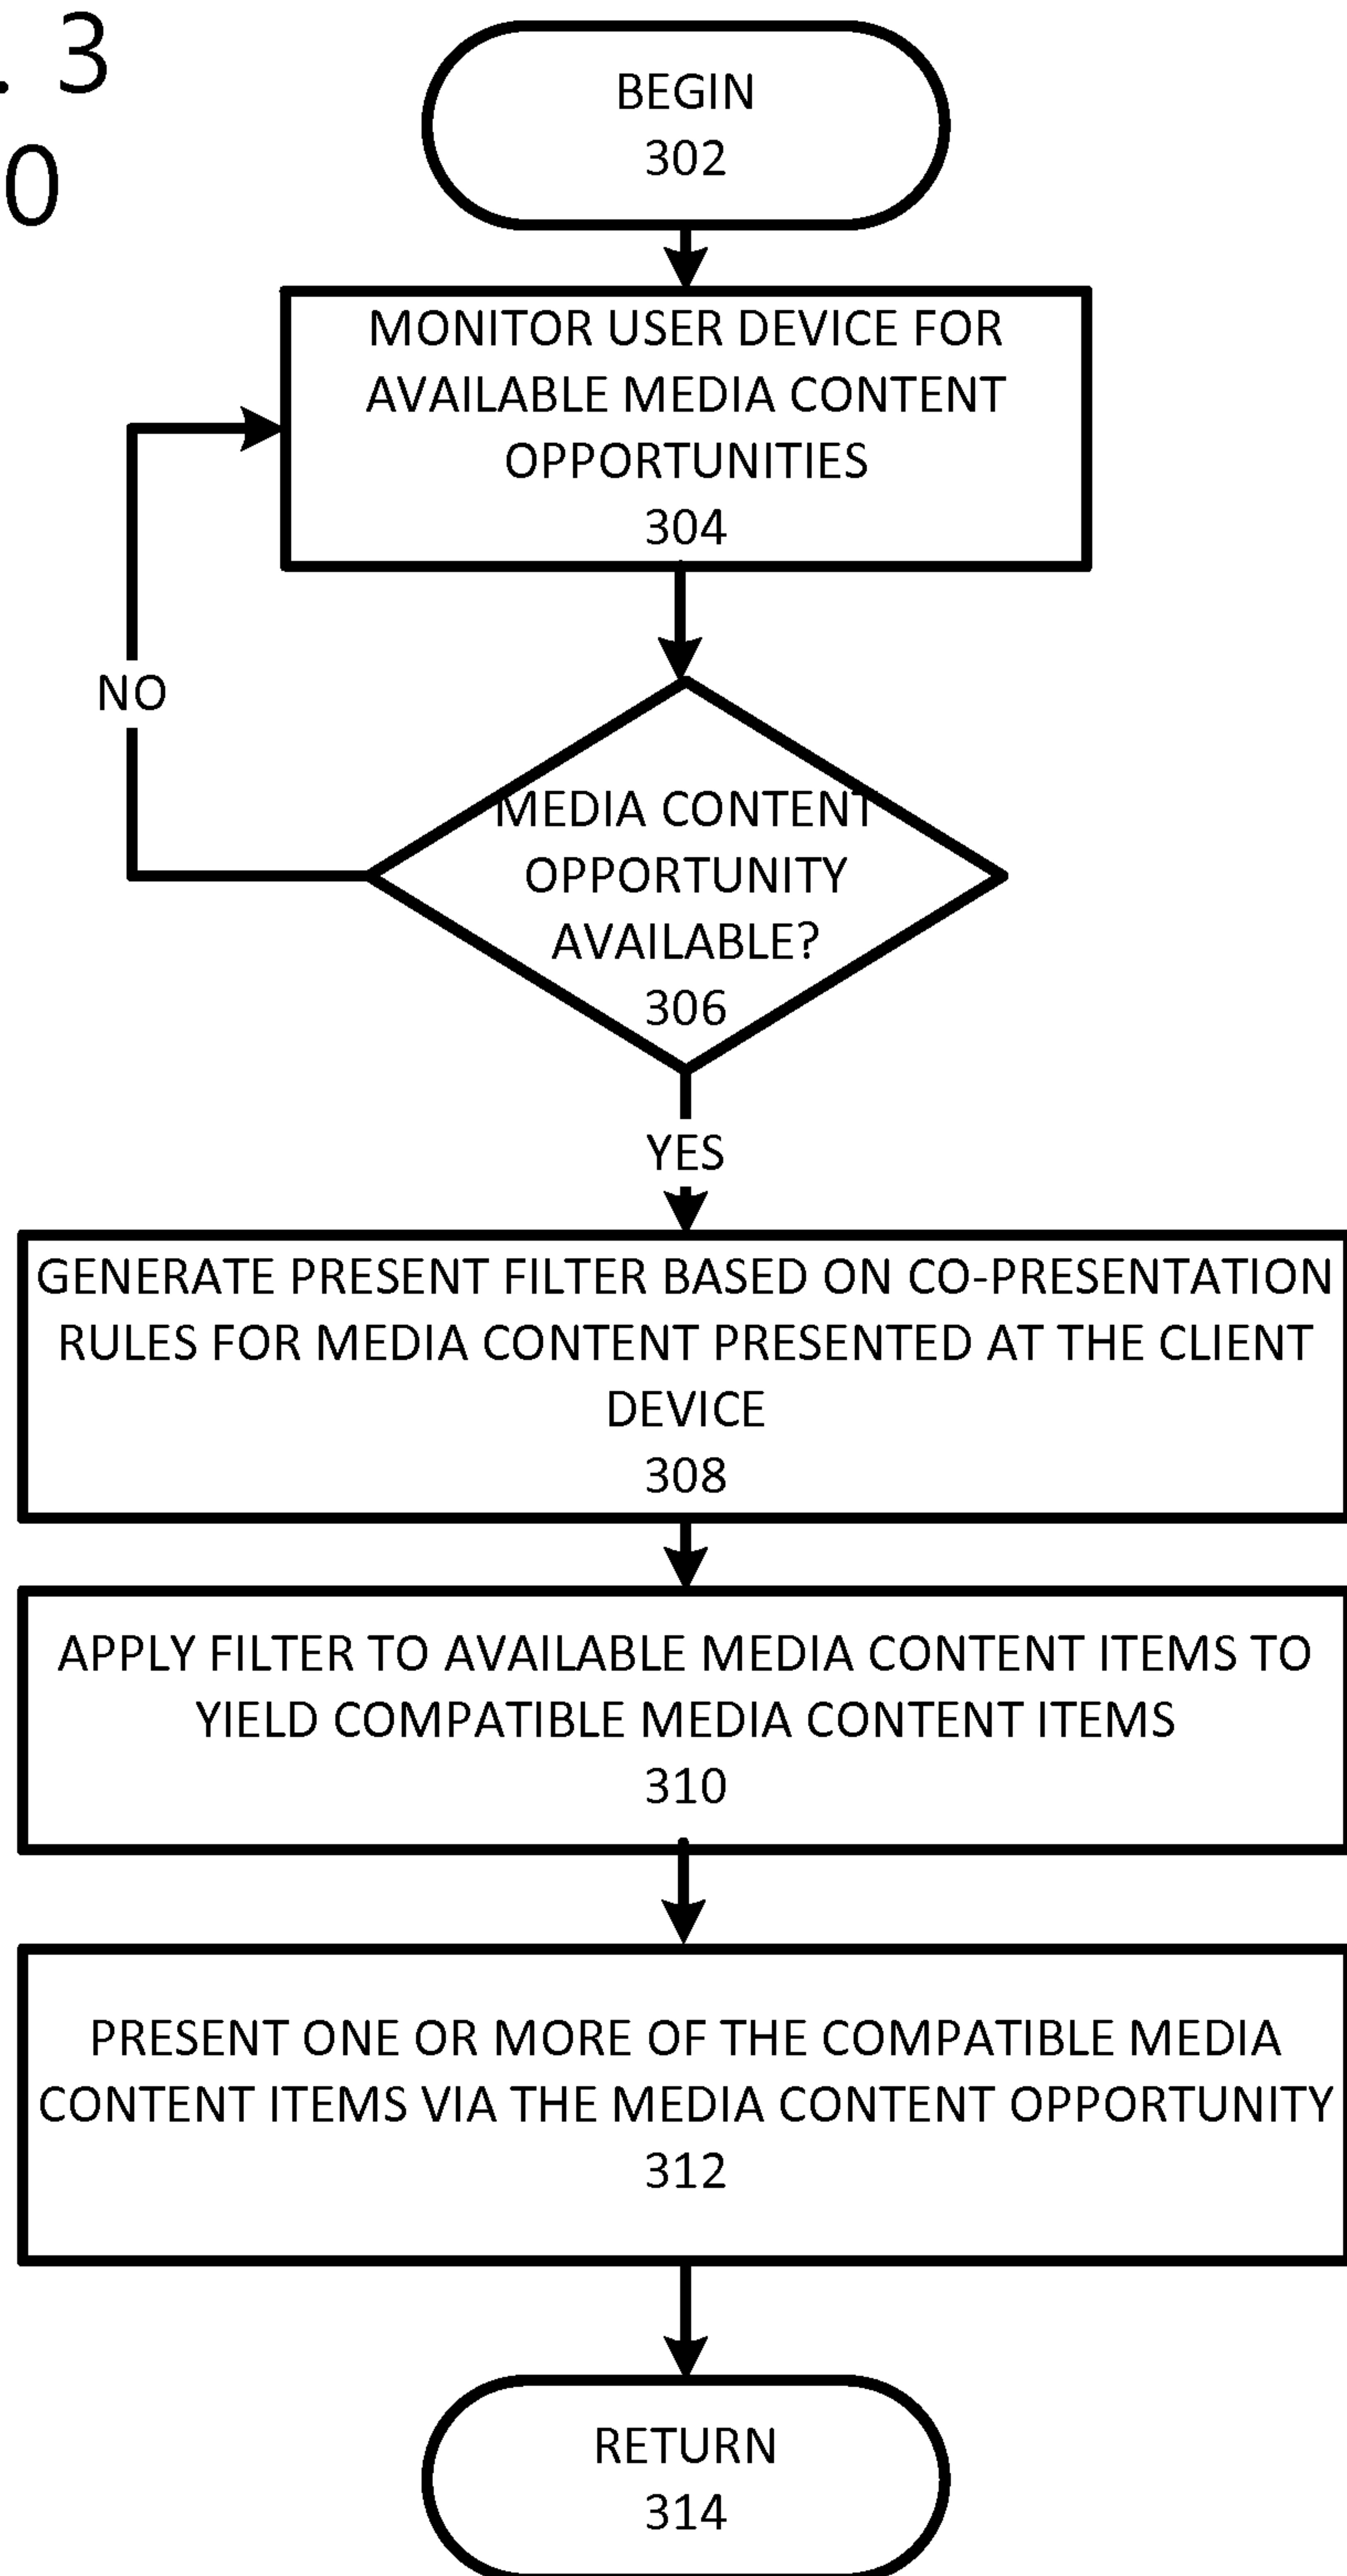 . 3
0
BEGIN
302
MONITOR USER DEVICE FOR
AVAILABLE MEDIA CONTENT
OPPORTUNITIES
304
NO
MEDIA CONTENT
OPPORTUNITY
AVAILABLE?
306
YES
GENERATE PRESENT FILTER BASED ON CO-PRESENTATION
RULES FOR MEDIA CONTENT PRESENTED AT THE CLIENT
DEVICE
308
APPLY FILTER TO AVAILABLE MEDIA CONTENT ITEMS TO
YIELD COMPATIBLE MEDIA CONTENT ITEMS
310
PRESENT ONE OR MORE OF THE COMPATIBLE MEDIA
CONTENT ITEMS VIA THE MEDIA CONTENT OPPORTUNITY
312
RETURN
314